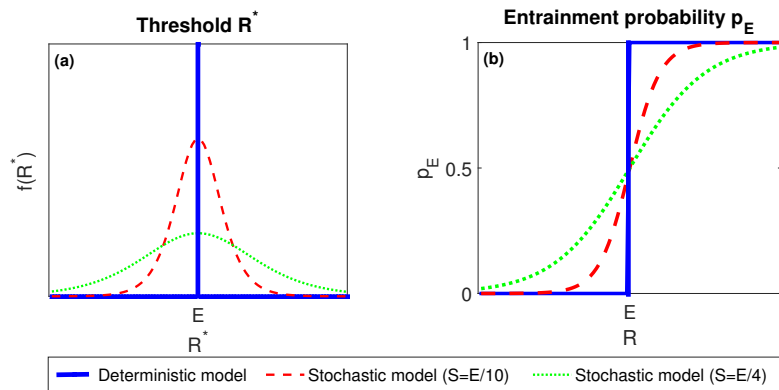 Threshold R*
(a)
f(R*)
E
R*
Entrainment probability pE
(b)
1
0.5
0
pE
E
R
Deterministic model
Stochastic model (S=E/10)
Stochastic model (S=E/4)